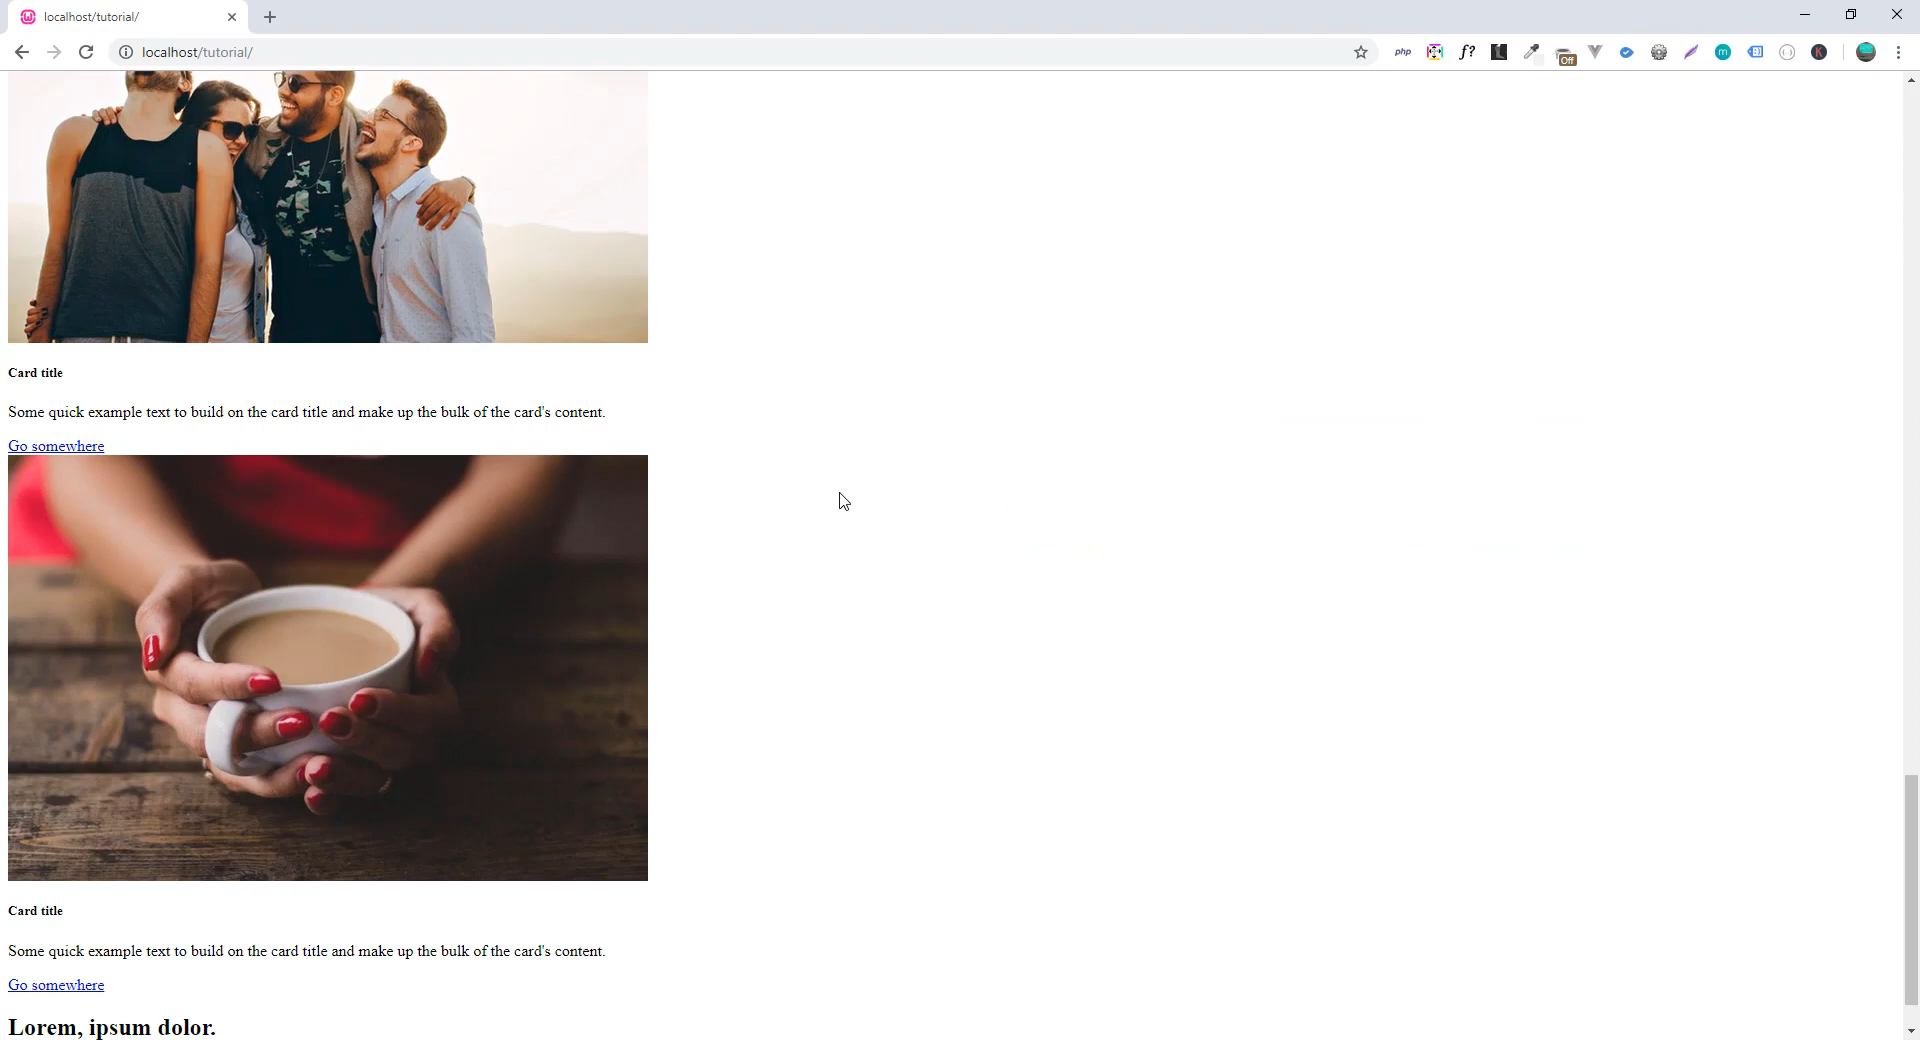 localhost/tutorial/
localhost/tutorial/
php
f?
Off
m
K
Card title
Some quick example text to build on the card title and make up the bulk of the card's content.
Go somewhere
Card title
Some quick example text to build on the card title and make up the bulk of the card's content.
Go somewhere
Lorem, ipsum dolor.